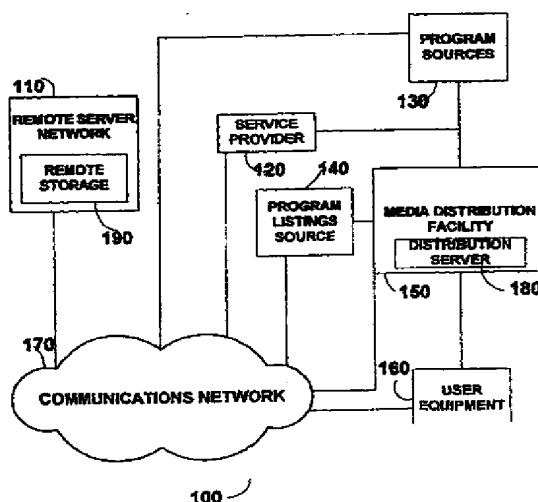 PROGRAM
SOURCES
130
110
REMOTE SERVER
NETWORK
REMOTE
STORAGE
190
SERVICE
PROVIDER
120
140
PROGRAM
LISTINGS
SOURCE
MEDIA DISTRIBUTION
FACILITY
DISTRIBUTION
SERVER
150
180
170
COMMUNICATIONS NETWORK
160
USER
EQUIPMENT
100